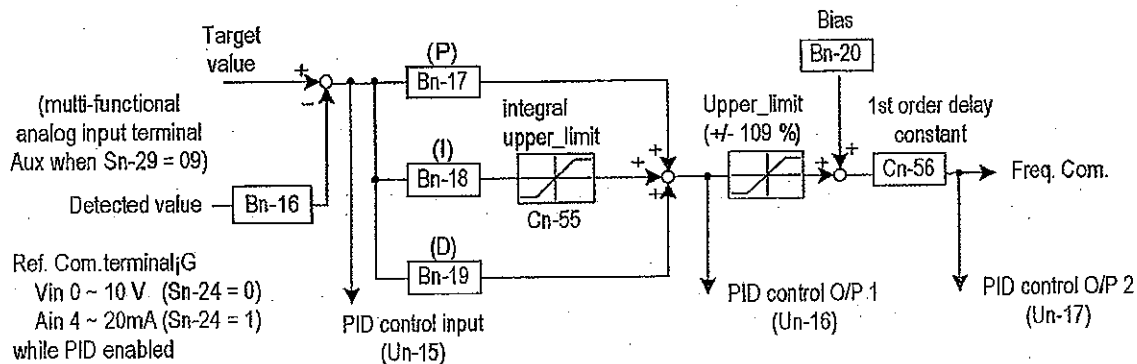 Target
value
(multi-functional
analog input terminal
Aux when Sn-29 = 09)
Detected value
Bn-16
Ref. Com.terminal¡G
Vin 0 ~ 10 V (Sn-24 = 0)
Ain 4 ~ 20mA (Sn-24 = 1)
while PID enabled
+
−
(P)
Bn-17
(I)
Bn-18
(D)
Bn-19
PID control input
(Un-15)
integral
upper_limit
Cn-55
+
+
+
Upper_limit
(+/- 109 %)
PID control O/P 1
(Un-16)
Bias
Bn-20
+
+
1st order delay
constant
Cn-56
Freq. Com.
PID control O/P 2
(Un-17)